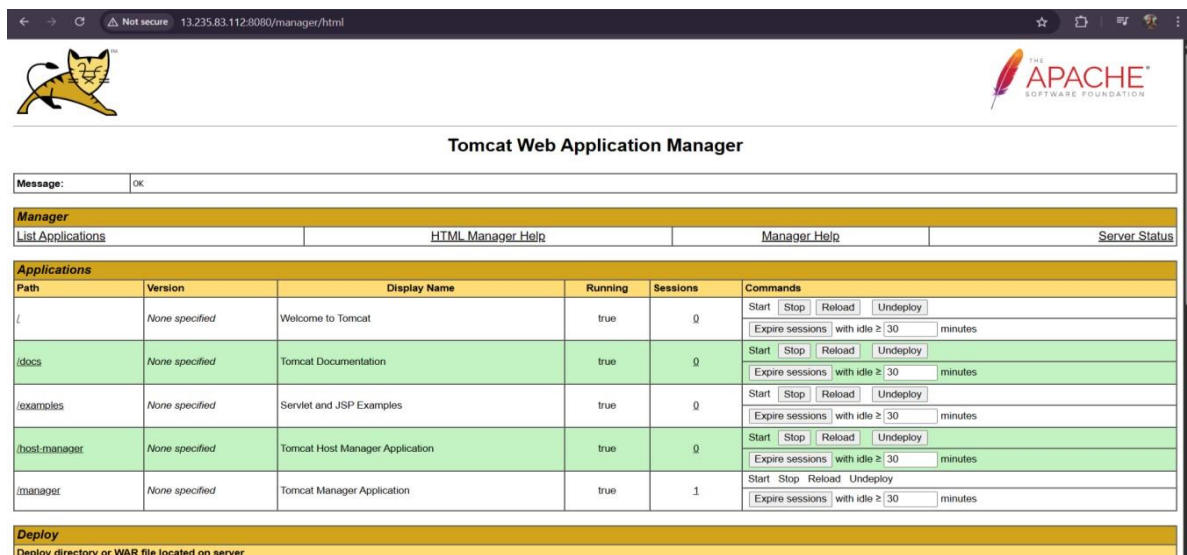 Not secure 13.235.83.112:8080/manager/html
TM
THE
APACHE®
SOFTWARE FOUNDATION
Tomcat Web Application Manager
Message: OK
Manager
List Applications HTML Manager Help Manager Help Server Status
Applications
Path Version Display Name Running Sessions Commands
/ None specified Welcome to Tomcat true 0 Start Stop Reload Undeploy
Expire sessions with idle ≥ 30 minutes
/docs None specified Tomcat Documentation true 0 Start Stop Reload Undeploy
Expire sessions with idle ≥ 30 minutes
/examples None specified Servlet and JSP Examples true 0 Start Stop Reload Undeploy
Expire sessions with idle ≥ 30 minutes
/host-manager None specified Tomcat Host Manager Application true 0 Start Stop Reload Undeploy
Expire sessions with idle ≥ 30 minutes
/manager None specified Tomcat Manager Application true 1 Start Stop Reload Undeploy
Expire sessions with idle ≥ 30 minutes
Deploy
Deploy directory or WAR file located on server